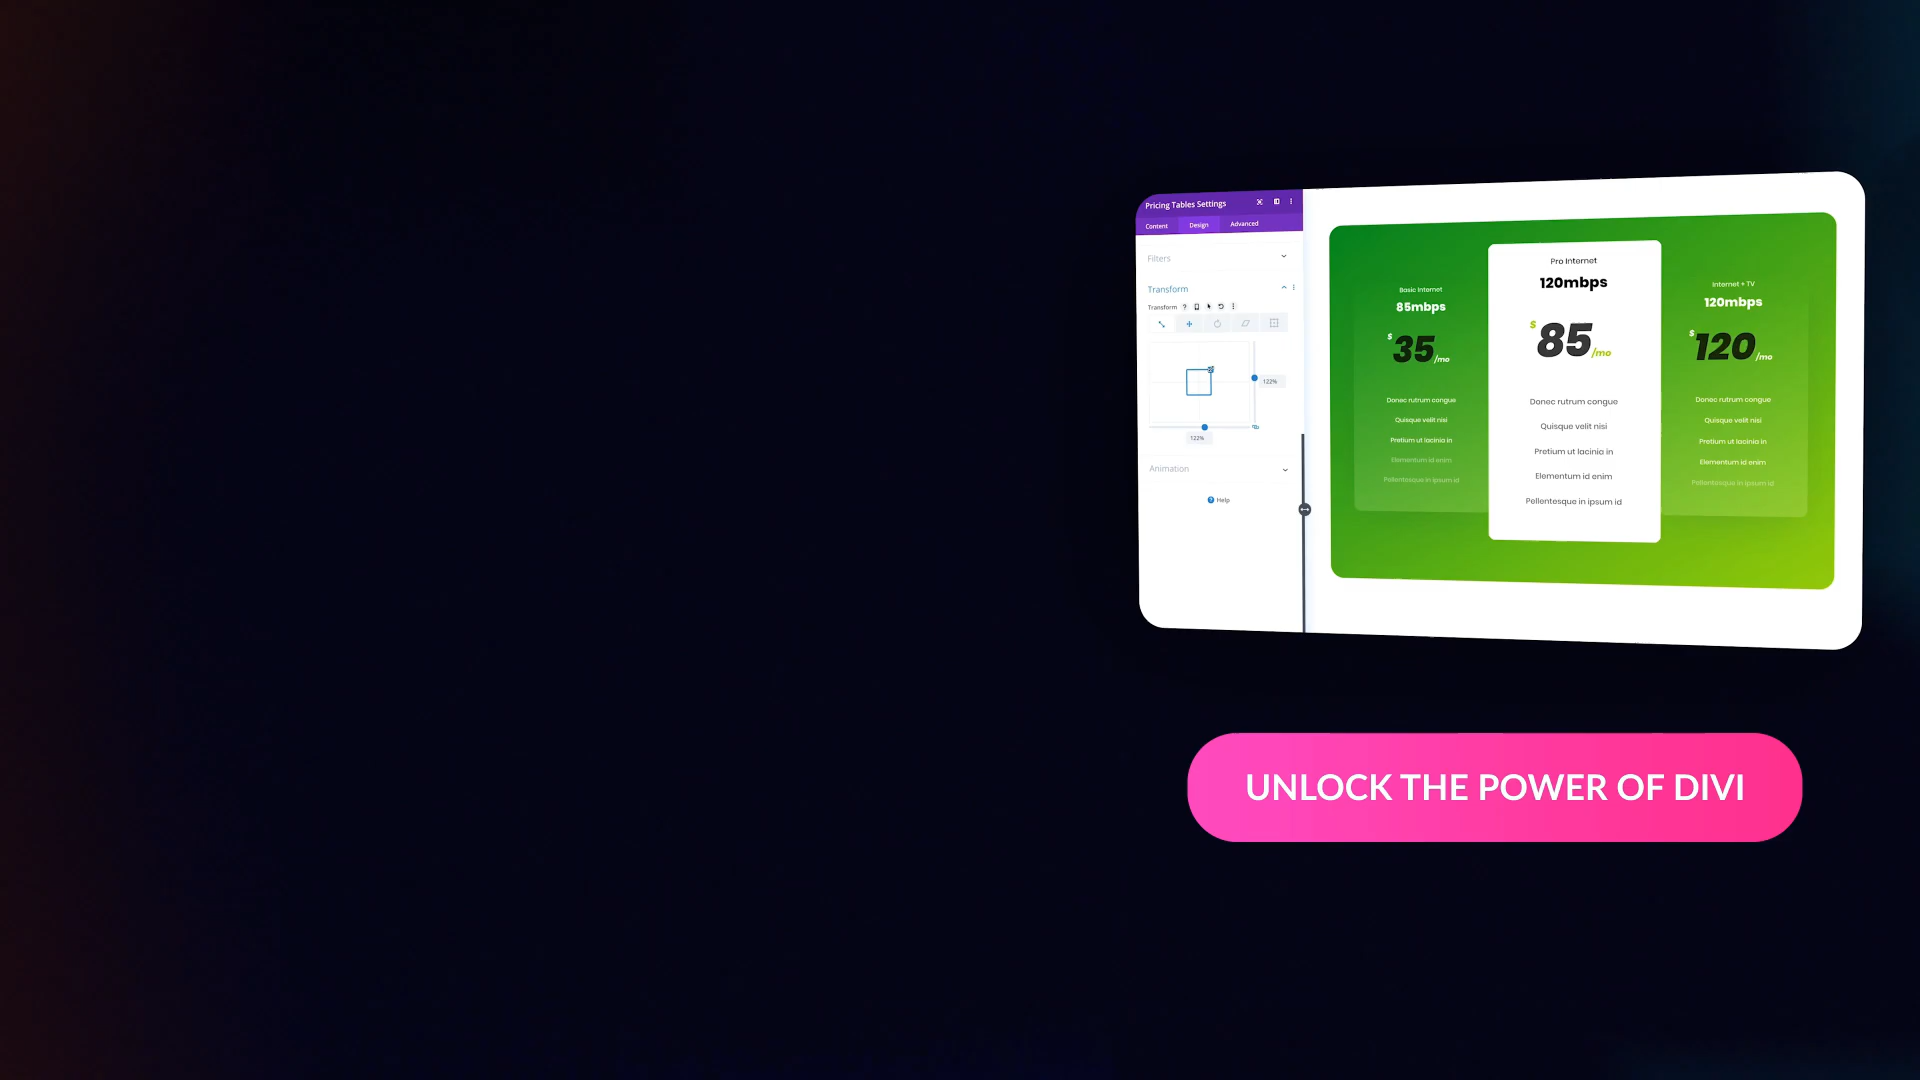 Pricing Tables Settings
Content Design Advanced
Filters
Transform
Transform ?
122%
122%
Animation
? Help
Basic Internet
85mbps
$35/mo
Donec rutrum congue
Quisque velit nisi
Pretium ut lacinia in
Elementum id enim
Pellentesque in ipsum id
Pro Internet
120mbps
$85/mo
Donec rutrum congue
Quisque velit nisi
Pretium ut lacinia in
Elementum id enim
Pellentesque in ipsum id
Internet + TV
120mbps
$120/mo
Donec rutrum congue
Quisque velit nisi
Pretium ut lacinia in
Elementum id enim
Pellentesque in ipsum id
UNLOCK THE POWER OF DIVI